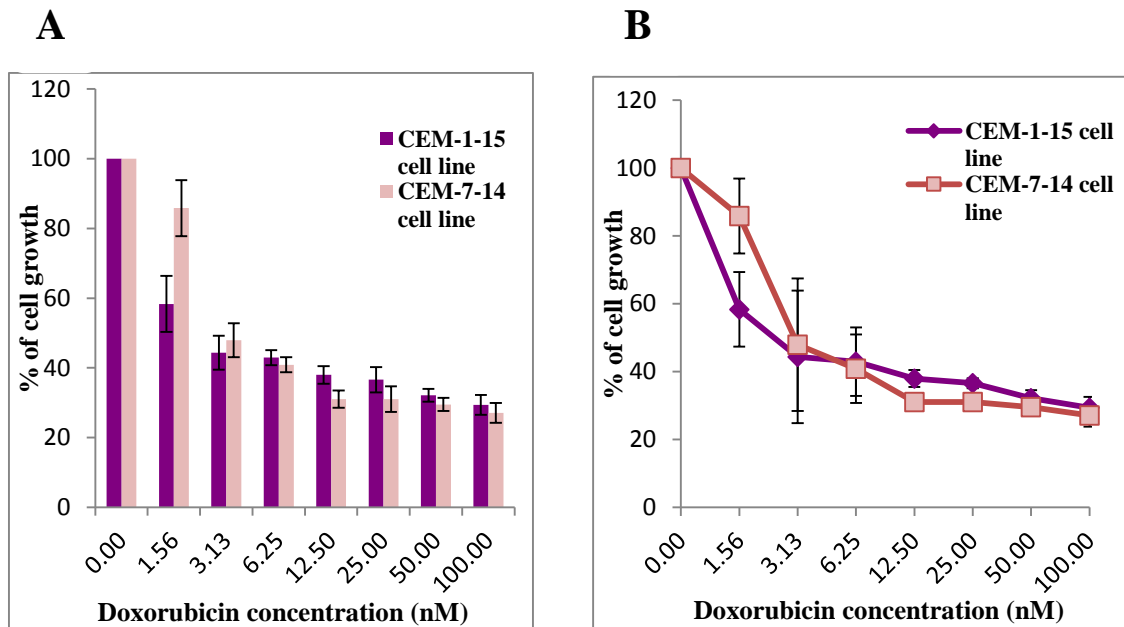 A
120
100
80
60
40
20
0
% of cell growth
CEM-1-15
cell line
CEM-7-14
cell line
0.00
1.56
3.13
6.25
12.50
25.00
50.00
100.00
Doxorubicin concentration (nM)
B
120
100
80
60
40
20
0
% of cell growth
CEM-1-15 cell
line
CEM-7-14 cell
line
0.00
1.56
3.13
6.25
12.50
25.00
50.00
100.00
Doxorubicin concentration (nM)